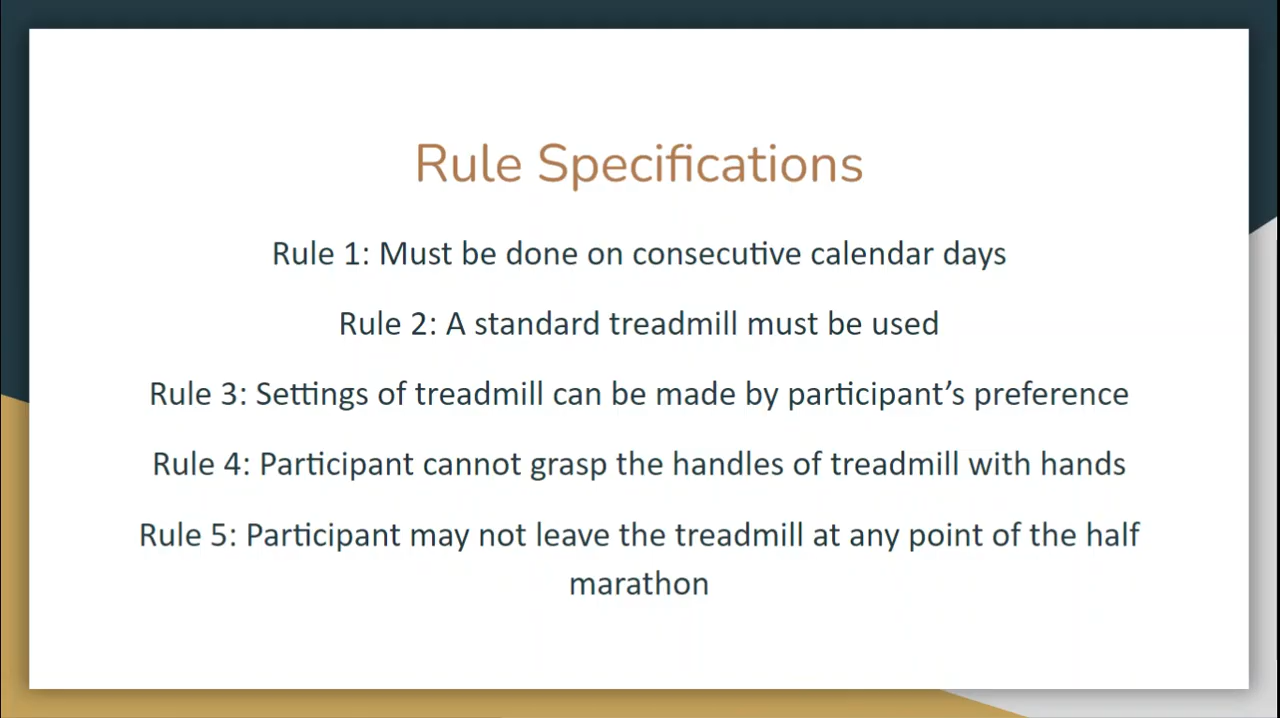 Rule Specifications
Rule 1: Must be done on consecutive calendar days
Rule 2: A standard treadmill must be used
Rule 3: Settings of treadmill can be made by participant’s preference
Rule 4: Participant cannot grasp the handles of treadmill with hands
Rule 5: Participant may not leave the treadmill at any point of the half
marathon